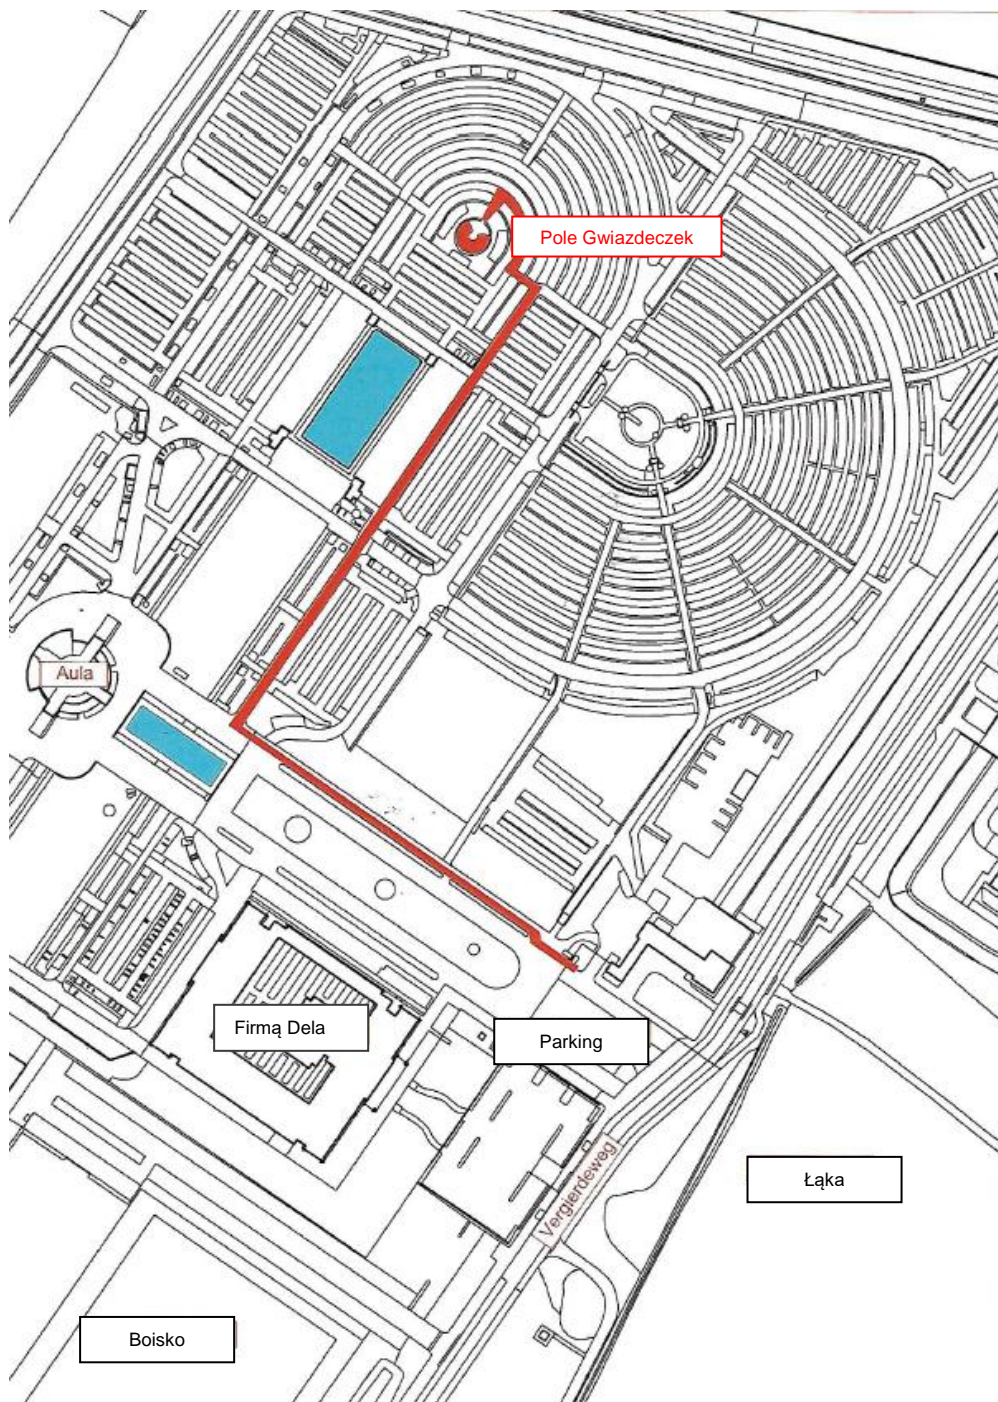 Pole Gwiazdeczek
Aula
Firmą Dela
Parking
Vergierdeweg
Łąka
Boisko